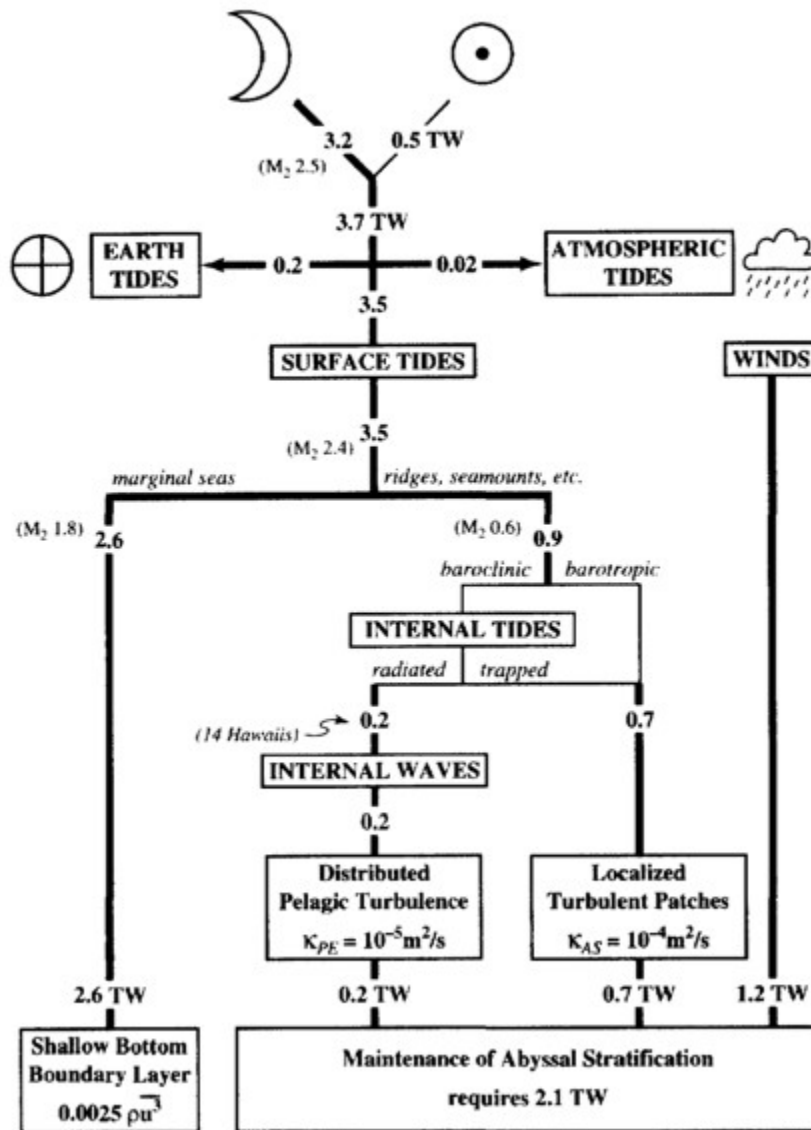 3.2
0.5 TW
(M₂ 2.5)
3.7 TW
EARTH
TIDES
0.2
0.02
ATMOSPHERIC
TIDES
3.5
SURFACE TIDES
WINDS
(M₂ 2.4)
3.5
marginal seas
ridges, seamounts, etc.
(M₂ 1.8)
2.6
(M₂ 0.6)
0.9
baroclinic
barotropic
INTERNAL TIDES
radiated
trapped
(14 Hawaiis)
0.2
0.7
INTERNAL WAVES
0.2
Distributed
Pelagic Turbulence
κPE = 10⁻⁵m²/s
Localized
Turbulent Patches
κAS = 10⁻⁴m²/s
2.6 TW
0.2 TW
0.7 TW
1.2 TW
Shallow Bottom
Boundary Layer
0.0025 ρu̅³
Maintenance of Abyssal Stratification
requires 2.1 TW